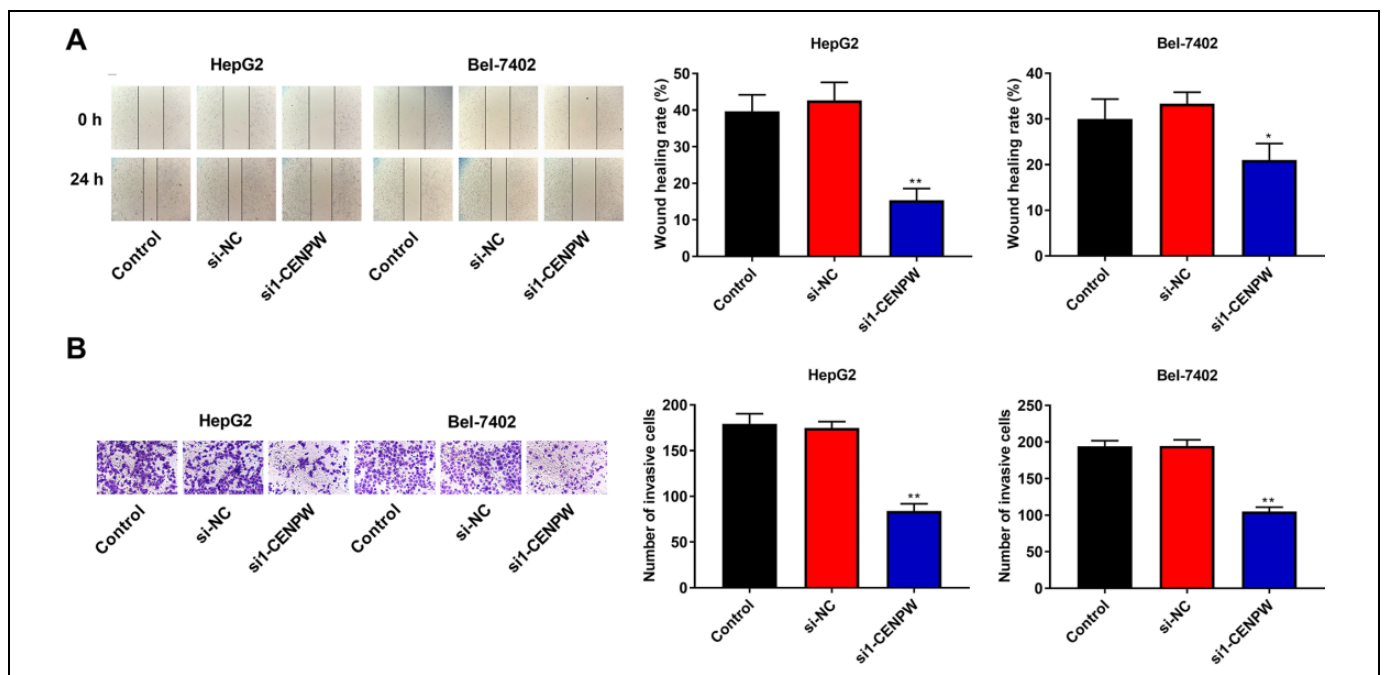 A
HepG2 Bel-7402
0 h
24 h
Control si-NC si1-CENPW Control si-NC si1-CENPW
HepG2
Wound healing rate (%)
50
40
30
20
10
0
**
Control si-NC si1-CENPW
Bel-7402
Wound healing rate (%)
40
30
20
10
0
*
Control si-NC si1-CENPW
B
HepG2 Bel-7402
Control si-NC si1-CENPW Control si-NC si1-CENPW
HepG2
Number of invasive cells
200
150
100
50
0
**
Control si-NC si1-CENPW
Bel-7402
Number of invasive cells
250
200
150
100
50
0
**
Control si-NC si1-CENPW